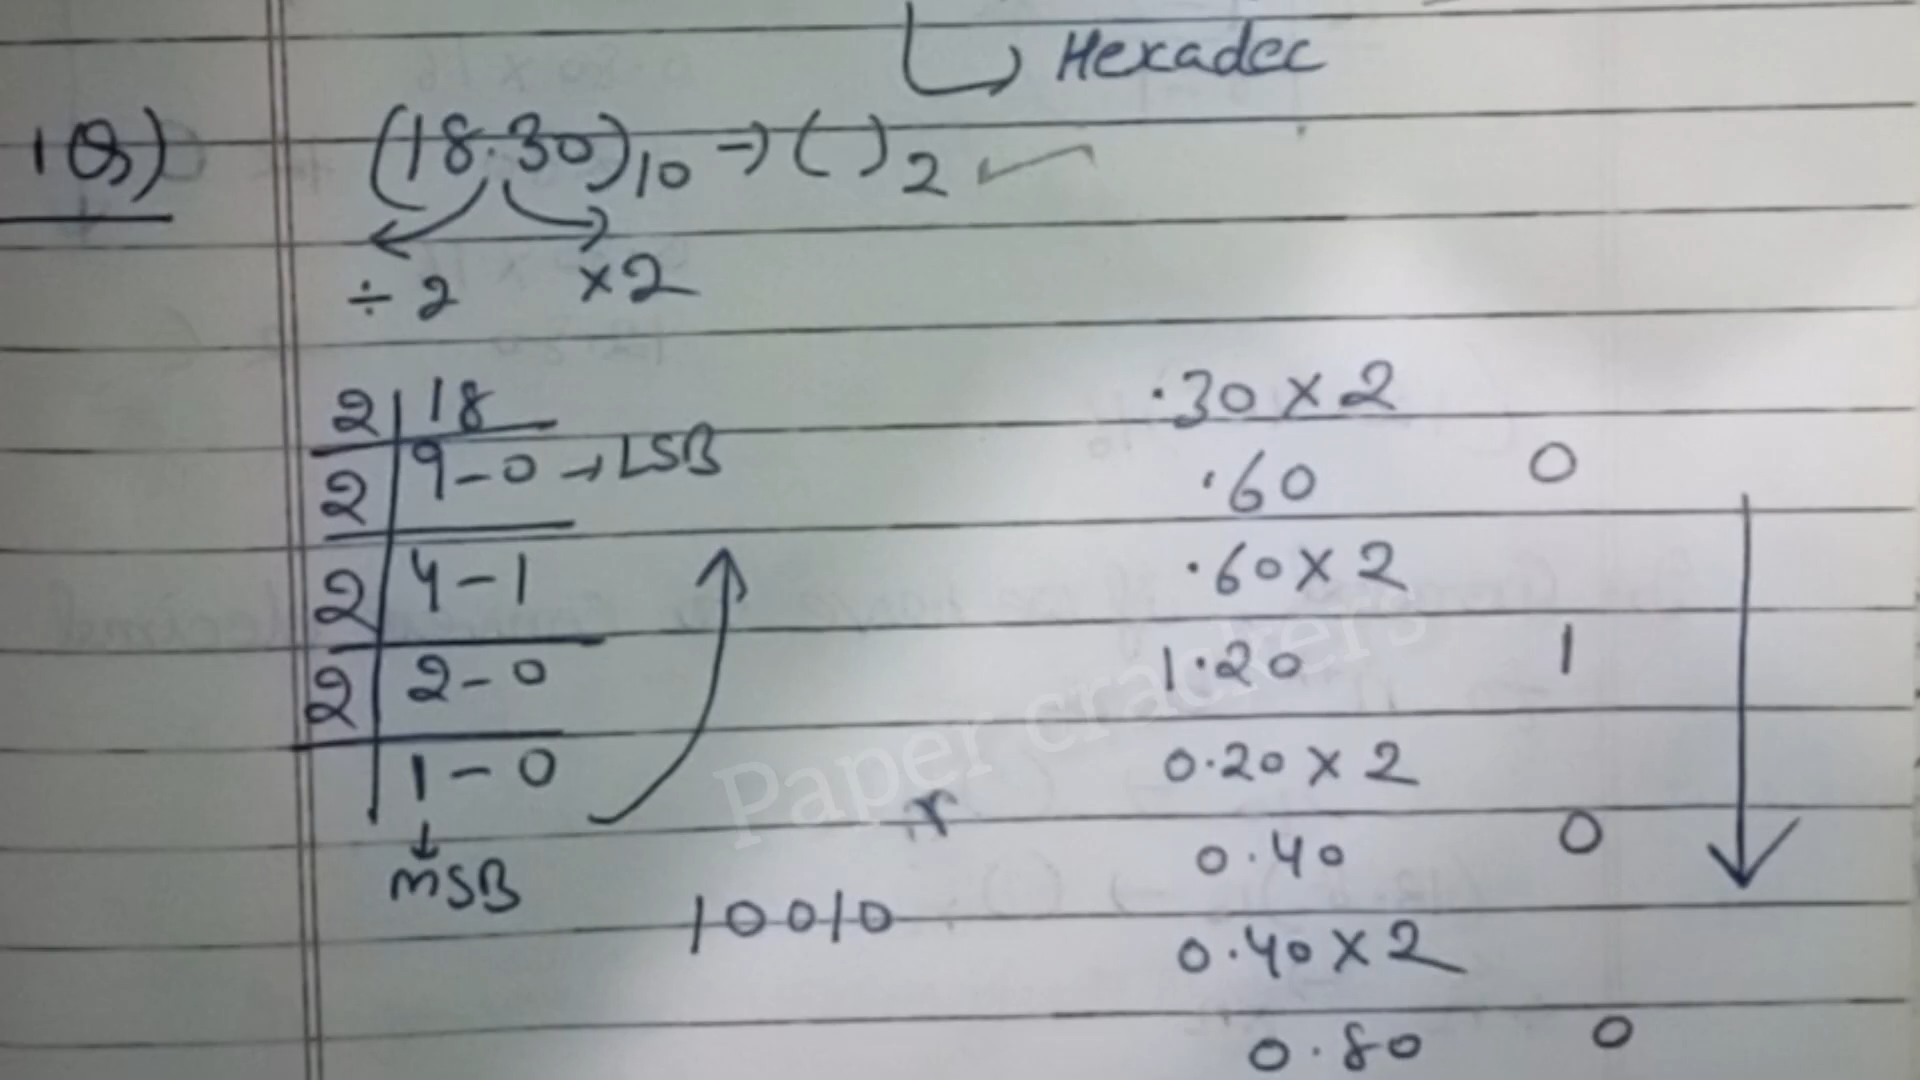 Hexadec
1Q) (18.30)10 → ( )2
÷2 ×2
2 18
2 9-0 → LSB
2 4-1
2 2-0
1-0
MSB
10010
.30 × 2
.60 0
.60 × 2
1.20 1
0.20 × 2
0.40 0
0.40 × 2
0.80 0
Paper crackers